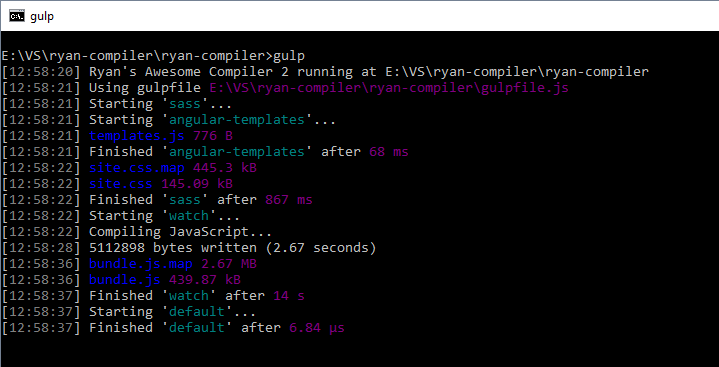 gulp
E:\VS\ryan-compiler\ryan-compiler>gulp
[12:58:20] Ryan's Awesome Compiler 2 running at E:\VS\ryan-compiler\ryan-compiler
[12:58:21] Using gulpfile E:\VS\ryan-compiler\ryan-compiler\gulpfile.js
[12:58:21] Starting 'sass'...
[12:58:21] Starting 'angular-templates'...
[12:58:21] templates.js 776 B
[12:58:21] Finished 'angular-templates' after 68 ms
[12:58:22] site.css.map 445.3 kB
[12:58:22] site.css 145.09 kB
[12:58:22] Finished 'sass' after 867 ms
[12:58:22] Starting 'watch'...
[12:58:22] Compiling JavaScript...
[12:58:28] 5112898 bytes written (2.67 seconds)
[12:58:36] bundle.js.map 2.67 MB
[12:58:36] bundle.js 439.87 kB
[12:58:37] Finished 'watch' after 14 s
[12:58:37] Starting 'default'...
[12:58:37] Finished 'default' after 6.84 μs